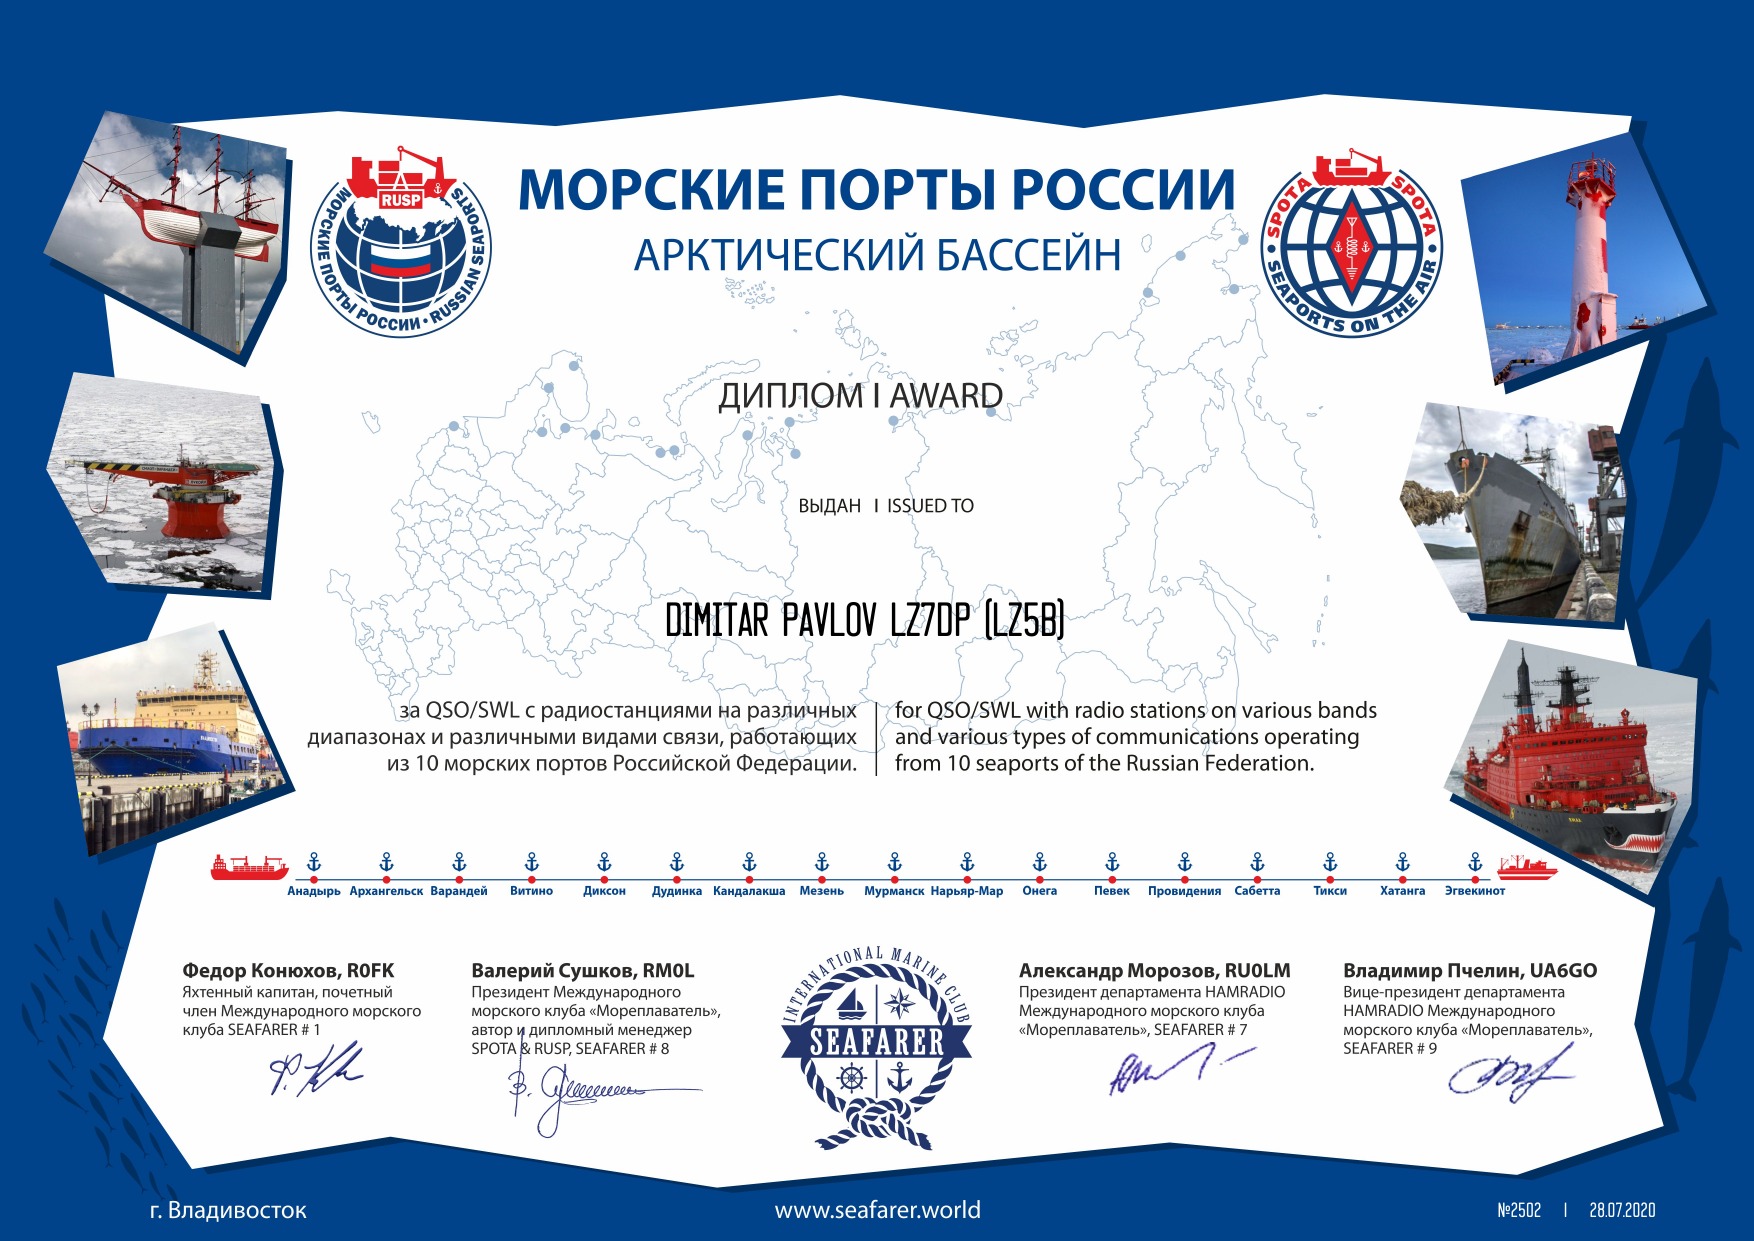 МОРСКИЕ ПОРТЫ РОССИИ
АРКТИЧЕСКИЙ БАССЕЙН
RUSP
МОРСКИЕ ПОРТЫ РОССИИ • RUSSIAN SEAPORTS
SPOTA SPOTA
• SEAPORTS ON THE AIR •
ДИПЛОМ I AWARD
ВЫДАН I ISSUED TO
DIMITAR PAVLOV LZ7DP (LZ5B)
за QSO/SWL с радиостанциями на различных
диапазонах и различными видами связи, работающих
из 10 морских портов Российской Федерации.
for QSO/SWL with radio stations on various bands
and various types of communications operating
from 10 seaports of the Russian Federation.
Анадырь Архангельск Варандей Витино Диксон Дудинка Кандалакша Мезень Мурманск Нарьяр-Мар Онега Певек Провидения Сабетта Тикси Хатанга Эгвекинот
Федор Конюхов, R0FK
Яхтенный капитан, почетный
член Международного морского
клуба SEAFARER # 1
Валерий Сушков, RM0L
Президент Международного
морского клуба «Мореплаватель»,
автор и дипломный менеджер
SPOTA & RUSP, SEAFARER # 8
INTERNATIONAL MARINE CLUB
SEAFARER
Александр Морозов, RU0LM
Президент департамента HAMRADIO
Международного морского клуба
«Мореплаватель», SEAFARER # 7
Владимир Пчелин, UA6GO
Вице-президент департамента
HAMRADIO Международного
морского клуба «Мореплаватель»,
SEAFARER # 9
г. Владивосток
www.seafarer.world
№2502 I 28.07.2020